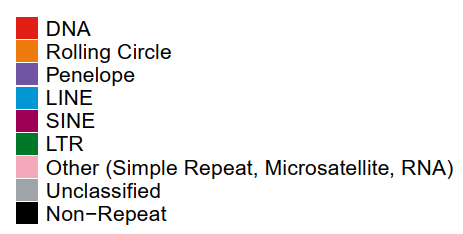 DNA
Rolling Circle
Penelope
LINE
SINE
LTR
Other (Simple Repeat, Microsatellite, RNA)
Unclassified
Non−Repeat